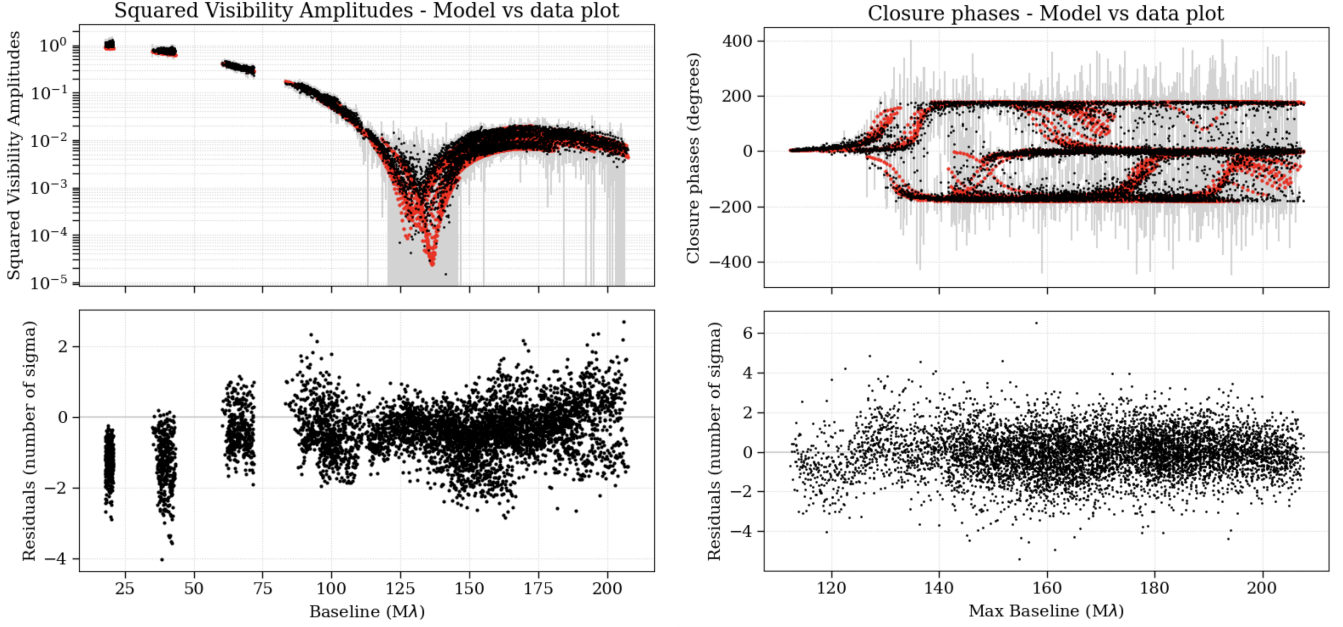 Squared Visibility Amplitudes - Model vs data plot
Squared Visibility Amplitudes
10⁰
10⁻¹
10⁻²
10⁻³
10⁻⁴
10⁻⁵
Residuals (number of sigma)
2
0
−2
−4
25 50 75 100 125 150 175 200
Baseline (Mλ)
Closure phases - Model vs data plot
Closure phases (degrees)
400
200
0
−200
−400
Residuals (number of sigma)
6
4
2
0
−2
−4
120 140 160 180 200
Max Baseline (Mλ)